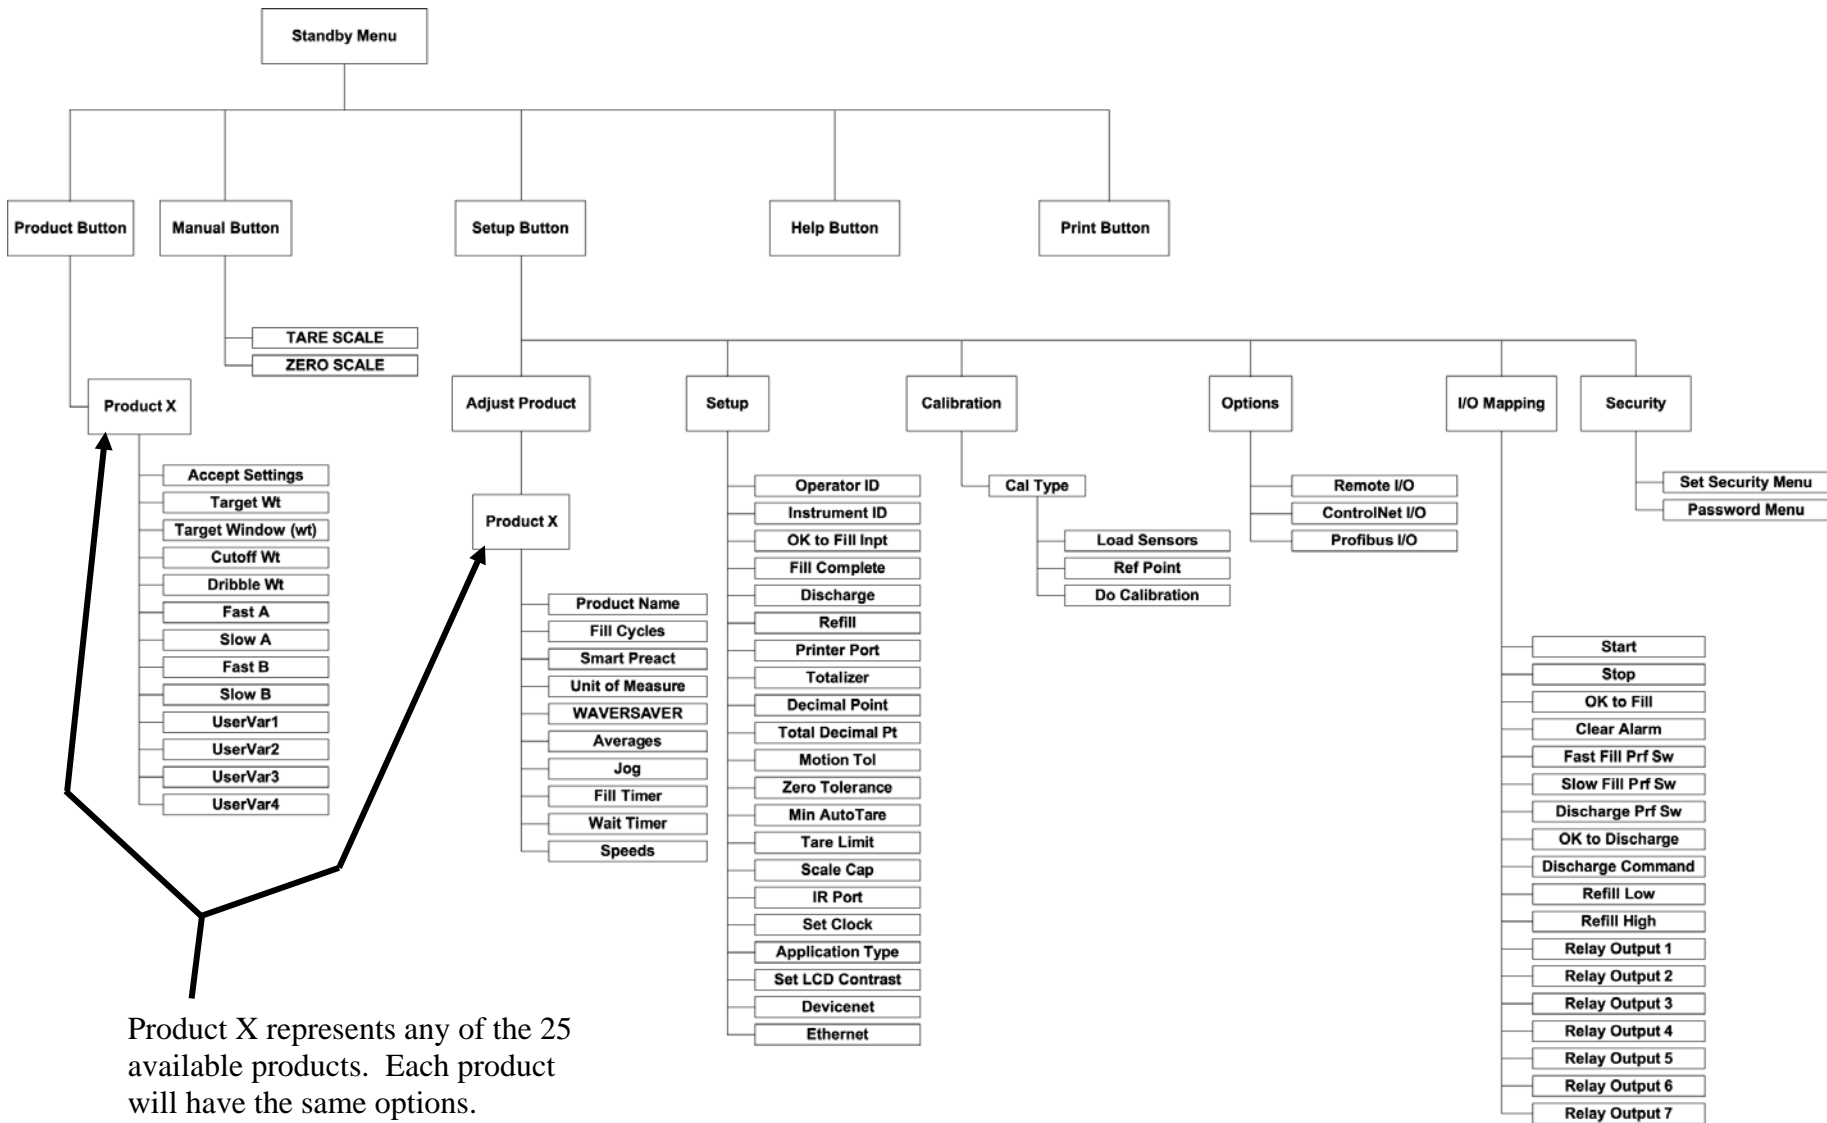 Standby Menu
Product Button
Manual Button
Setup Button
Help Button
Print Button
TARE SCALE
ZERO SCALE
Product X
Accept Settings
Target Wt
Target Window (wt)
Cutoff Wt
Dribble Wt
Fast A
Slow A
Fast B
Slow B
UserVar1
UserVar2
UserVar3
UserVar4
Adjust Product
Setup
Calibration
Options
I/O Mapping
Security
Product X
Product Name
Fill Cycles
Smart Preact
Unit of Measure
WAVERSAVER
Averages
Jog
Fill Timer
Wait Timer
Speeds
Operator ID
Instrument ID
OK to Fill Inpt
Fill Complete
Discharge
Refill
Printer Port
Totalizer
Decimal Point
Total Decimal Pt
Motion Tol
Zero Tolerance
Min AutoTare
Tare Limit
Scale Cap
IR Port
Set Clock
Application Type
Set LCD Contrast
Devicenet
Ethernet
Cal Type
Load Sensors
Ref Point
Do Calibration
Remote I/O
ControlNet I/O
Profibus I/O
Start
Stop
OK to Fill
Clear Alarm
Fast Fill Prf Sw
Slow Fill Prf Sw
Discharge Prf Sw
OK to Discharge
Discharge Command
Refill Low
Refill High
Relay Output 1
Relay Output 2
Relay Output 3
Relay Output 4
Relay Output 5
Relay Output 6
Relay Output 7
Set Security Menu
Password Menu
Product X represents any of the 25
available products. Each product
will have the same options.